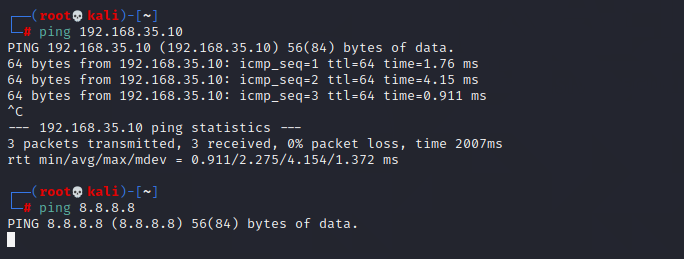 ┌──(root💀kali)-[~]
└─# ping 192.168.35.10
PING 192.168.35.10 (192.168.35.10) 56(84) bytes of data.
64 bytes from 192.168.35.10: icmp_seq=1 ttl=64 time=1.76 ms
64 bytes from 192.168.35.10: icmp_seq=2 ttl=64 time=4.15 ms
64 bytes from 192.168.35.10: icmp_seq=3 ttl=64 time=0.911 ms
^C
--- 192.168.35.10 ping statistics ---
3 packets transmitted, 3 received, 0% packet loss, time 2007ms
rtt min/avg/max/mdev = 0.911/2.275/4.154/1.372 ms
┌──(root💀kali)-[~]
└─# ping 8.8.8.8
PING 8.8.8.8 (8.8.8.8) 56(84) bytes of data.